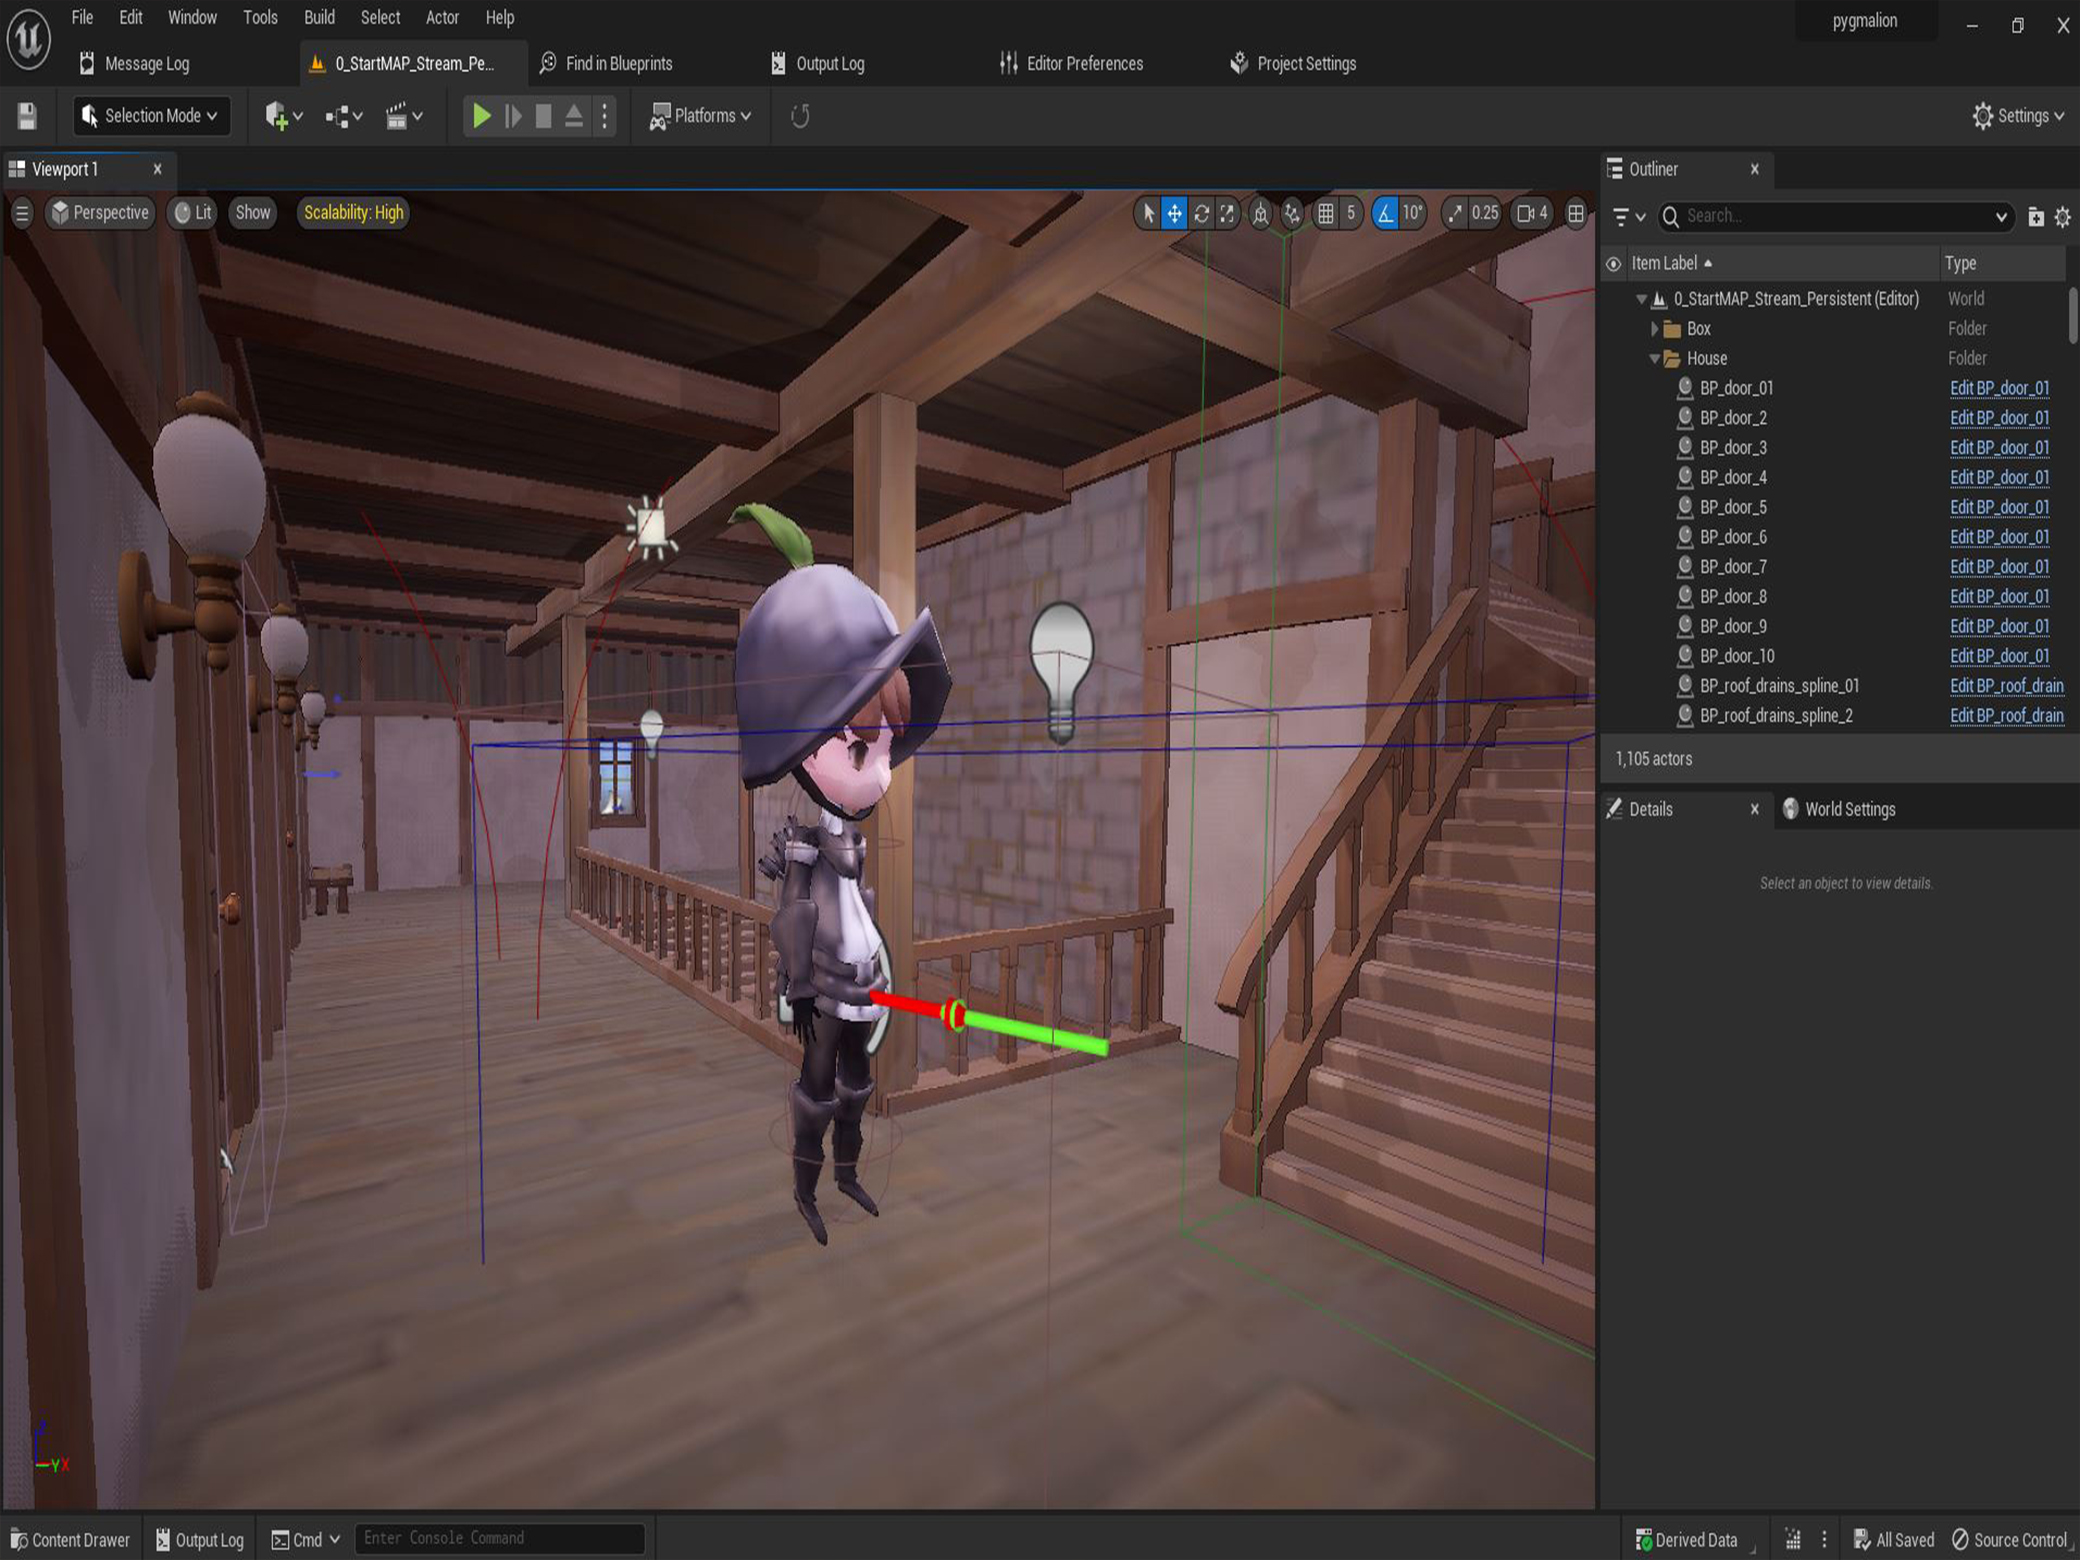 File Edit Window Tools Build Select Actor Help
pygmalion
Message Log
0_StartMAP_Stream_Pe...
Find in Blueprints
Output Log
Editor Preferences
Project Settings
Selection Mode
Platforms
Settings
Viewport 1
Outliner
Perspective
Lit
Show
Scalability: High
5
10°
0.25
4
Search...
Item Label
Type
0_StartMAP_Stream_Persistent (Editor) World
Box Folder
House Folder
BP_door_01 Edit BP_door_01
BP_door_2 Edit BP_door_01
BP_door_3 Edit BP_door_01
BP_door_4 Edit BP_door_01
BP_door_5 Edit BP_door_01
BP_door_6 Edit BP_door_01
BP_door_7 Edit BP_door_01
BP_door_8 Edit BP_door_01
BP_door_9 Edit BP_door_01
BP_door_10 Edit BP_door_01
BP_roof_drains_spline_01 Edit BP_roof_drain
BP_roof_drains_spline_2 Edit BP_roof_drain
1,105 actors
Details
World Settings
Select an object to view details.
Y X
Content Drawer
Output Log
Cmd
Enter Console Command
Derived Data
All Saved
Source Control